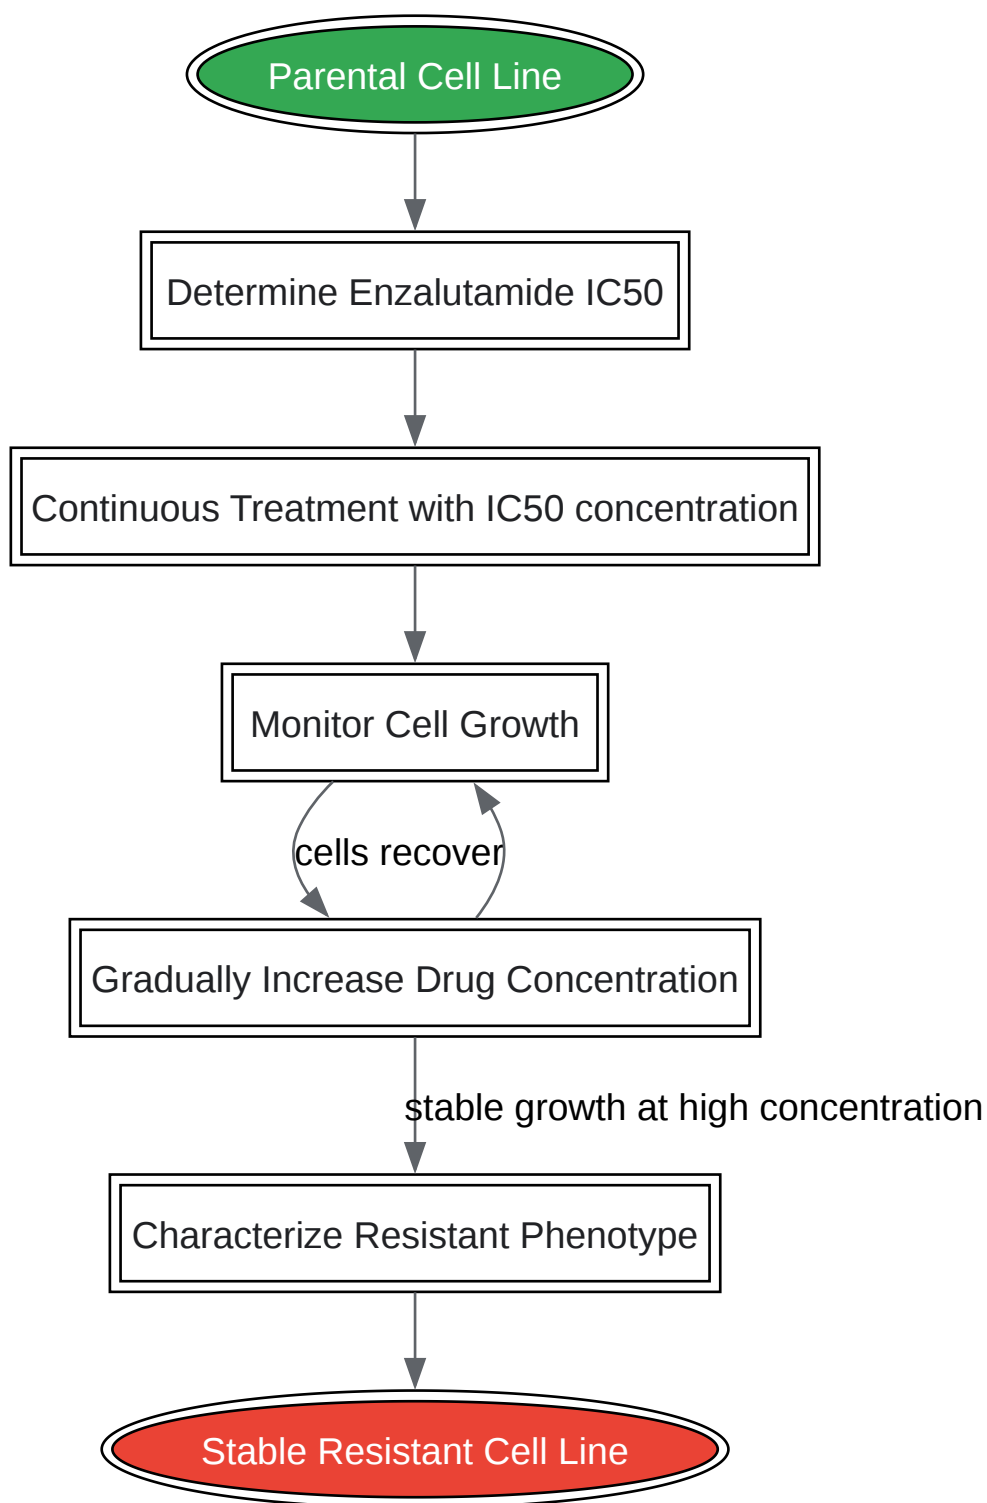 Parental Cell Line
Determine Enzalutamide IC50
Continuous Treatment with IC50 concentration
Monitor Cell Growth
cells recover
Gradually Increase Drug Concentration
stable growth at high concentration
Characterize Resistant Phenotype
Stable Resistant Cell Line